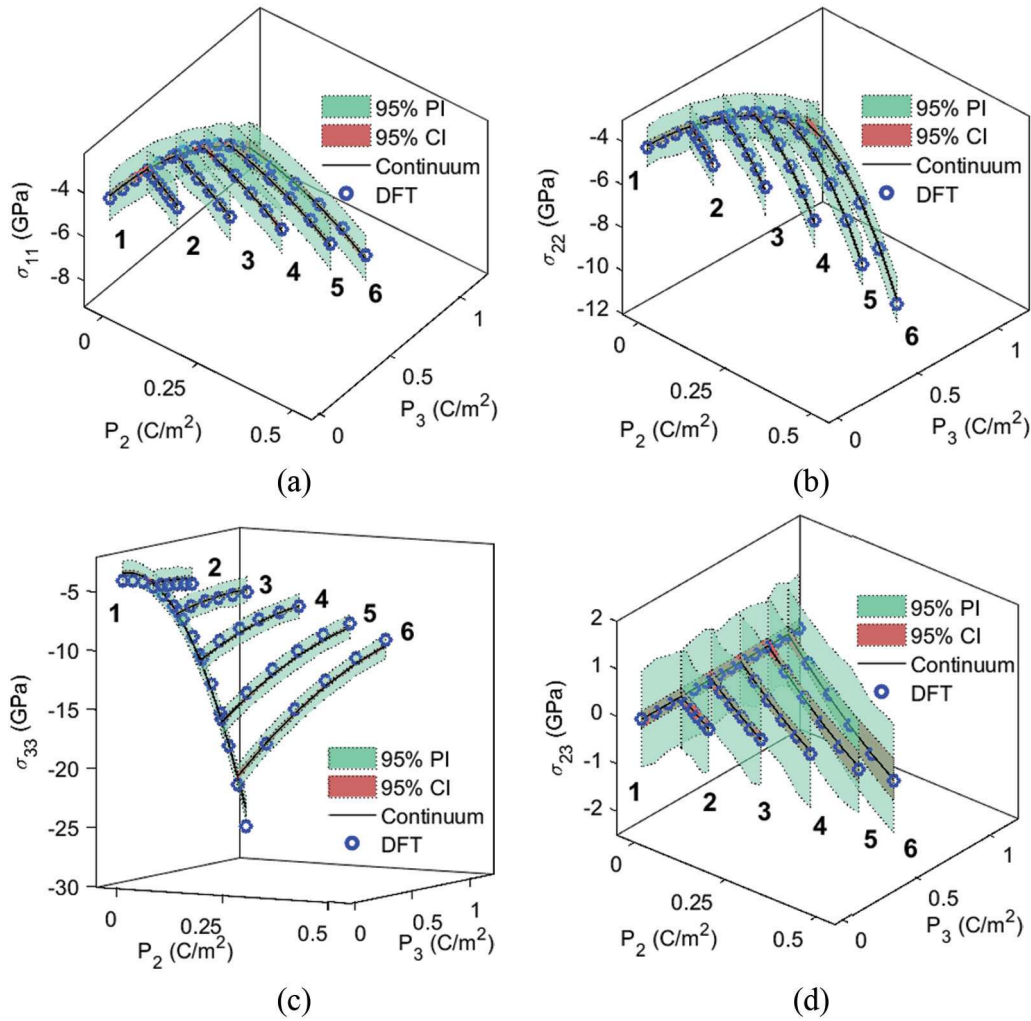 95% PI
95% CI
Continuum
DFT
σ11 (GPa)
-4
-6
-8
1
2
3
4
5
6
0
0.25
0.5
P2 (C/m2)
0
0.5
1
P3 (C/m2)
(a)
95% PI
95% CI
Continuum
DFT
σ22 (GPa)
-4
-6
-8
-10
-12
1
2
3
4
5
6
0
0.25
0.5
P2 (C/m2)
0
0.5
1
P3 (C/m2)
(b)
σ33 (GPa)
-5
-10
-15
-20
-25
-30
1
2
3
4
5
6
95% PI
95% CI
Continuum
DFT
0
0.25
0.5
P2 (C/m2)
0
0.5
1
P3 (C/m2)
(c)
95% PI
95% CI
Continuum
DFT
σ23 (GPa)
2
1
0
-1
-2
1
2
3
4
5
6
0
0.25
0.5
P2 (C/m2)
0
0.5
1
P3 (C/m2)
(d)